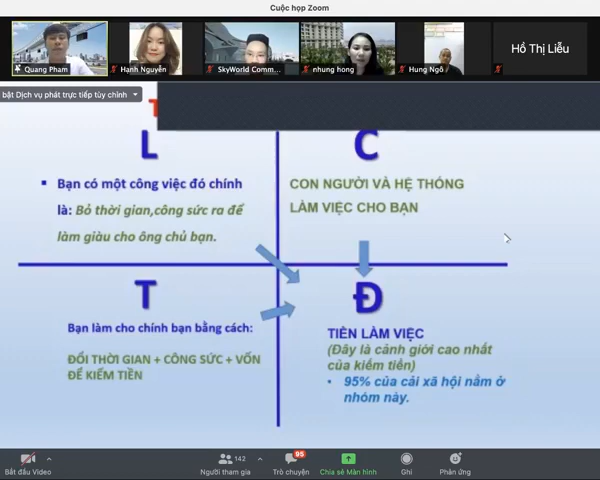 Cuộc họp Zoom
Quang Pham
Hạnh Nguyễn
SkyWorld Comm...
nhung hong
Hung Ngô
Hồ Thị Liễu
bật Dịch vụ phát trực tiếp tùy chỉnh
L
C
Bạn có một công việc đó chính
là: Bỏ thời gian,công sức ra để
làm giàu cho ông chủ bạn.
CON NGƯỜI VÀ HỆ THỐNG
LÀM VIỆC CHO BẠN
T
Đ
Bạn làm cho chính bạn bằng cách:
ĐỔI THỜI GIAN + CÔNG SỨC + VỐN
ĐỂ KIẾM TIỀN
TIỀN LÀM VIỆC
(Đây là cảnh giới cao nhất
của kiếm tiền)
• 95% của cải xã hội nằm ở
nhóm này.
142
95
Bắt đầu Video
Người tham gia
Trò chuyện
Chia sẻ Màn hình
Ghi
Phản ứng